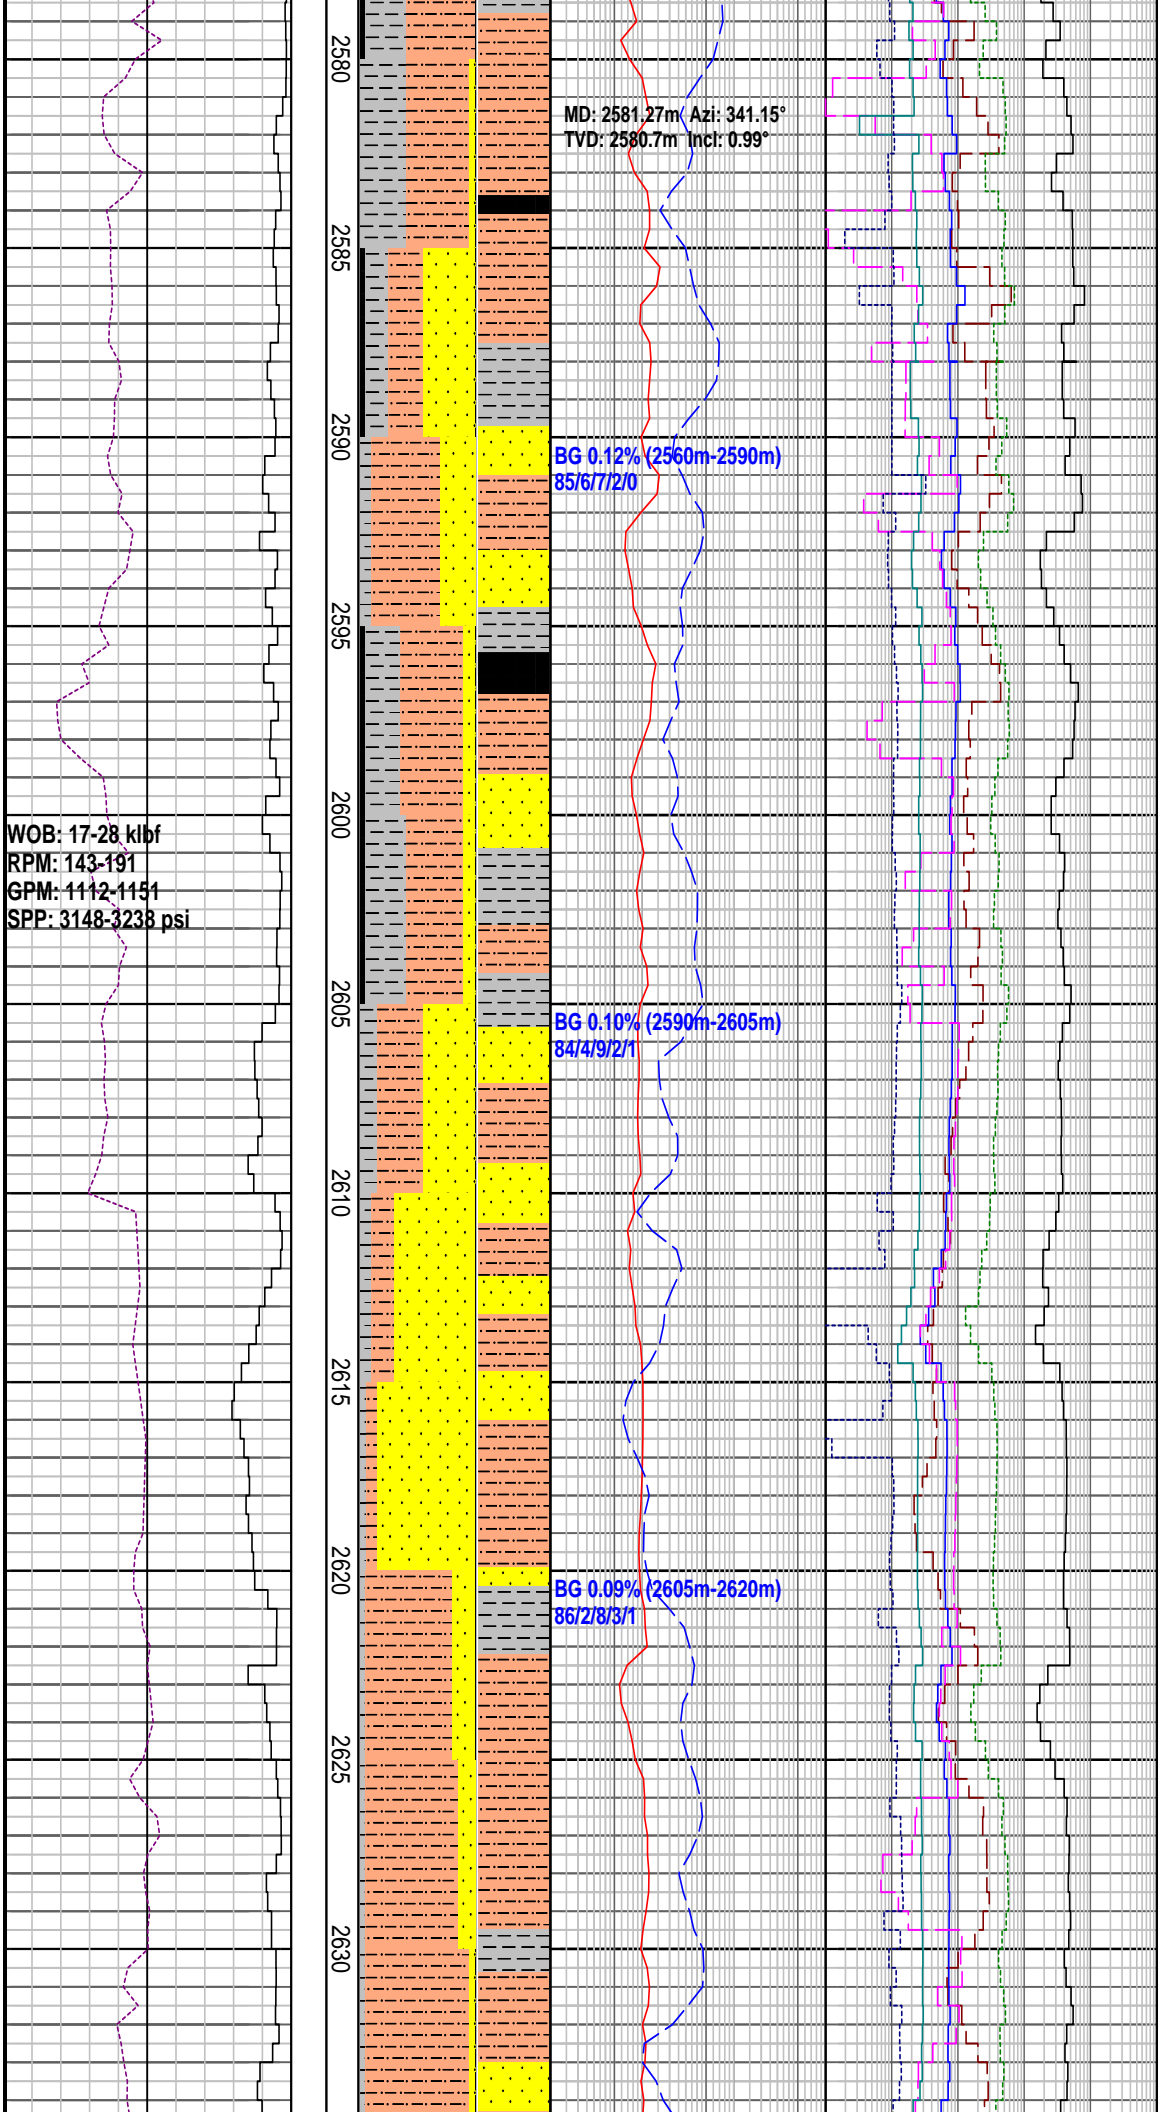 2580
MD: 2581.27m Azi: 341.15°
TVD: 2580.7m Incl: 0.99°
2585
2590
BG 0.12% (2560m-2590m)
85/6/7/2/0
2595
2600
WOB: 17-28 klbf
RPM: 143-191
GPM: 1112-1151
SPP: 3148-3238 psi
2605
BG 0.10% (2590m-2605m)
84/4/9/2/1
2610
2615
2620
BG 0.09% (2605m-2620m)
86/2/8/3/1
2625
2630